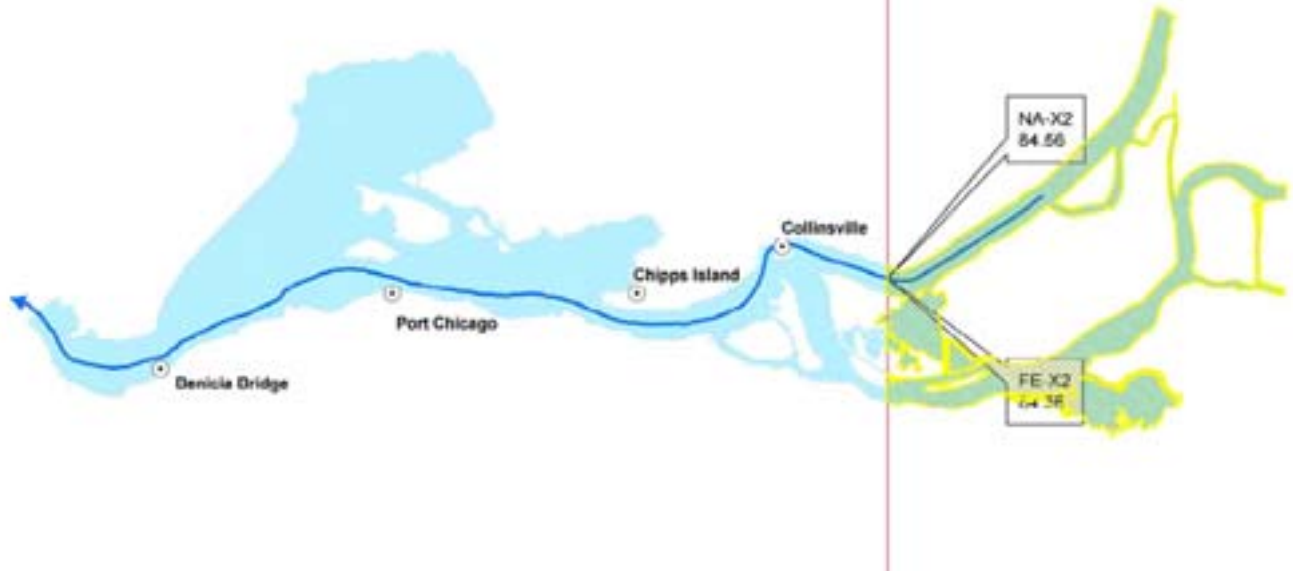 NA-X2
84.56
Collinsville
Chipps Island
Port Chicago
Benicia Bridge
FE-X2